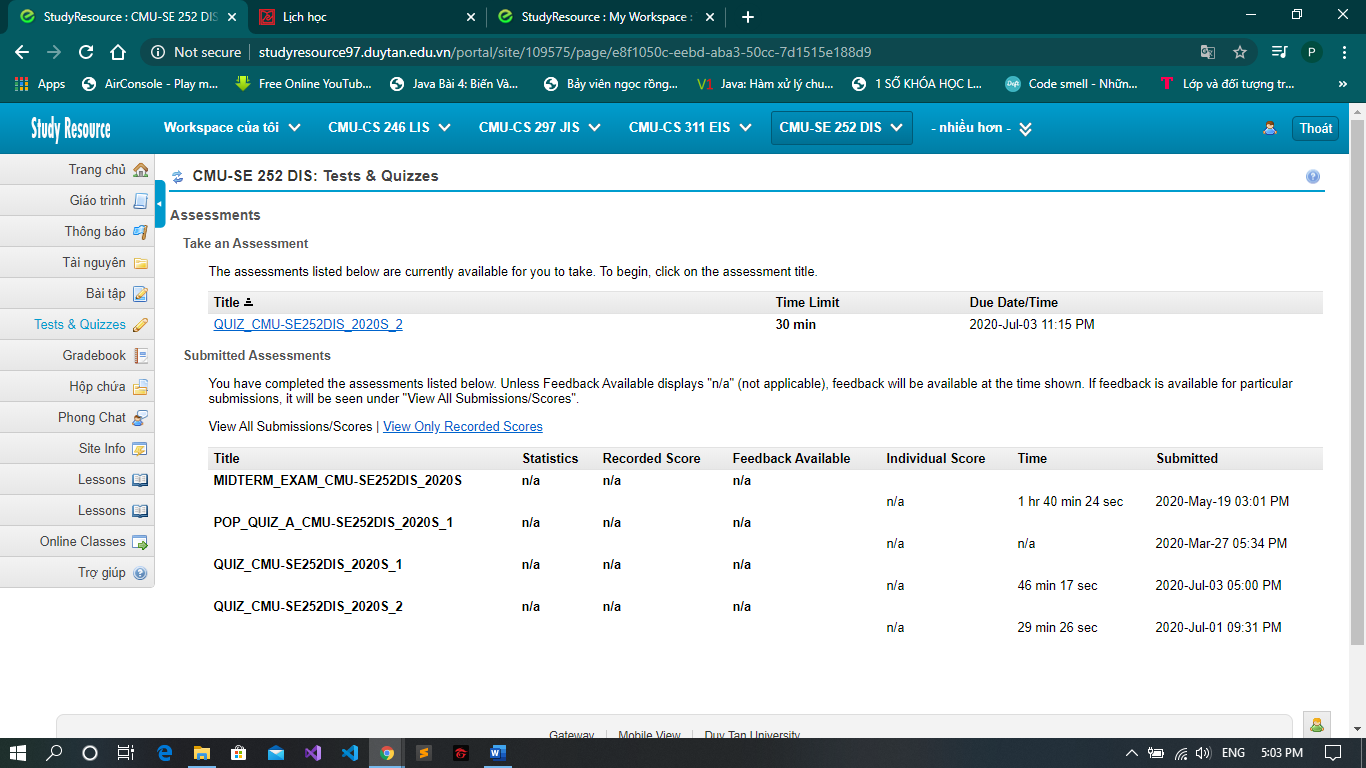 StudyResource : CMU-SE 252 DIS
Lịch học
StudyResource : My Workspace :
Not secure | studyresource97.duytan.edu.vn/portal/site/109575/page/e8f1050c-eebd-aba3-50cc-7d1515e188d9
P
Apps AirConsole - Play m... Free Online YouTub... Java Bài 4: Biến Và... Bảy viên ngọc rồng... V1 Java: Hàm xử lý chu... 1 SỐ KHÓA HỌC L... Code smell - Nhữn... T Lớp và đối tượng tr... »
Study Resource
Workspace của tôi CMU-CS 246 LIS CMU-CS 297 JIS CMU-CS 311 EIS CMU-SE 252 DIS - nhiều hơn - Thoát
Trang chủ
Giáo trình
Thông báo
Tài nguyên
Bài tập
Tests & Quizzes
Gradebook
Hộp chứa
Phong Chat
Site Info
Lessons
Lessons
Online Classes
Trợ giúp
CMU-SE 252 DIS: Tests & Quizzes
Assessments
Take an Assessment
The assessments listed below are currently available for you to take. To begin, click on the assessment title.
Title Time Limit Due Date/Time
QUIZ_CMU-SE252DIS_2020S_2 30 min 2020-Jul-03 11:15 PM
Submitted Assessments
You have completed the assessments listed below. Unless Feedback Available displays "n/a" (not applicable), feedback will be available at the time shown. If feedback is available for particular
submissions, it will be seen under "View All Submissions/Scores".
View All Submissions/Scores | View Only Recorded Scores
Title Statistics Recorded Score Feedback Available Individual Score Time Submitted
MIDTERM_EXAM_CMU-SE252DIS_2020S n/a n/a n/a
n/a 1 hr 40 min 24 sec 2020-May-19 03:01 PM
POP_QUIZ_A_CMU-SE252DIS_2020S_1 n/a n/a n/a
n/a n/a 2020-Mar-27 05:34 PM
QUIZ_CMU-SE252DIS_2020S_1 n/a n/a n/a
n/a 46 min 17 sec 2020-Jul-03 05:00 PM
QUIZ_CMU-SE252DIS_2020S_2 n/a n/a n/a
n/a 29 min 26 sec 2020-Jul-01 09:31 PM
Gateway | Mobile View | Duy Tan University
ENG 5:03 PM